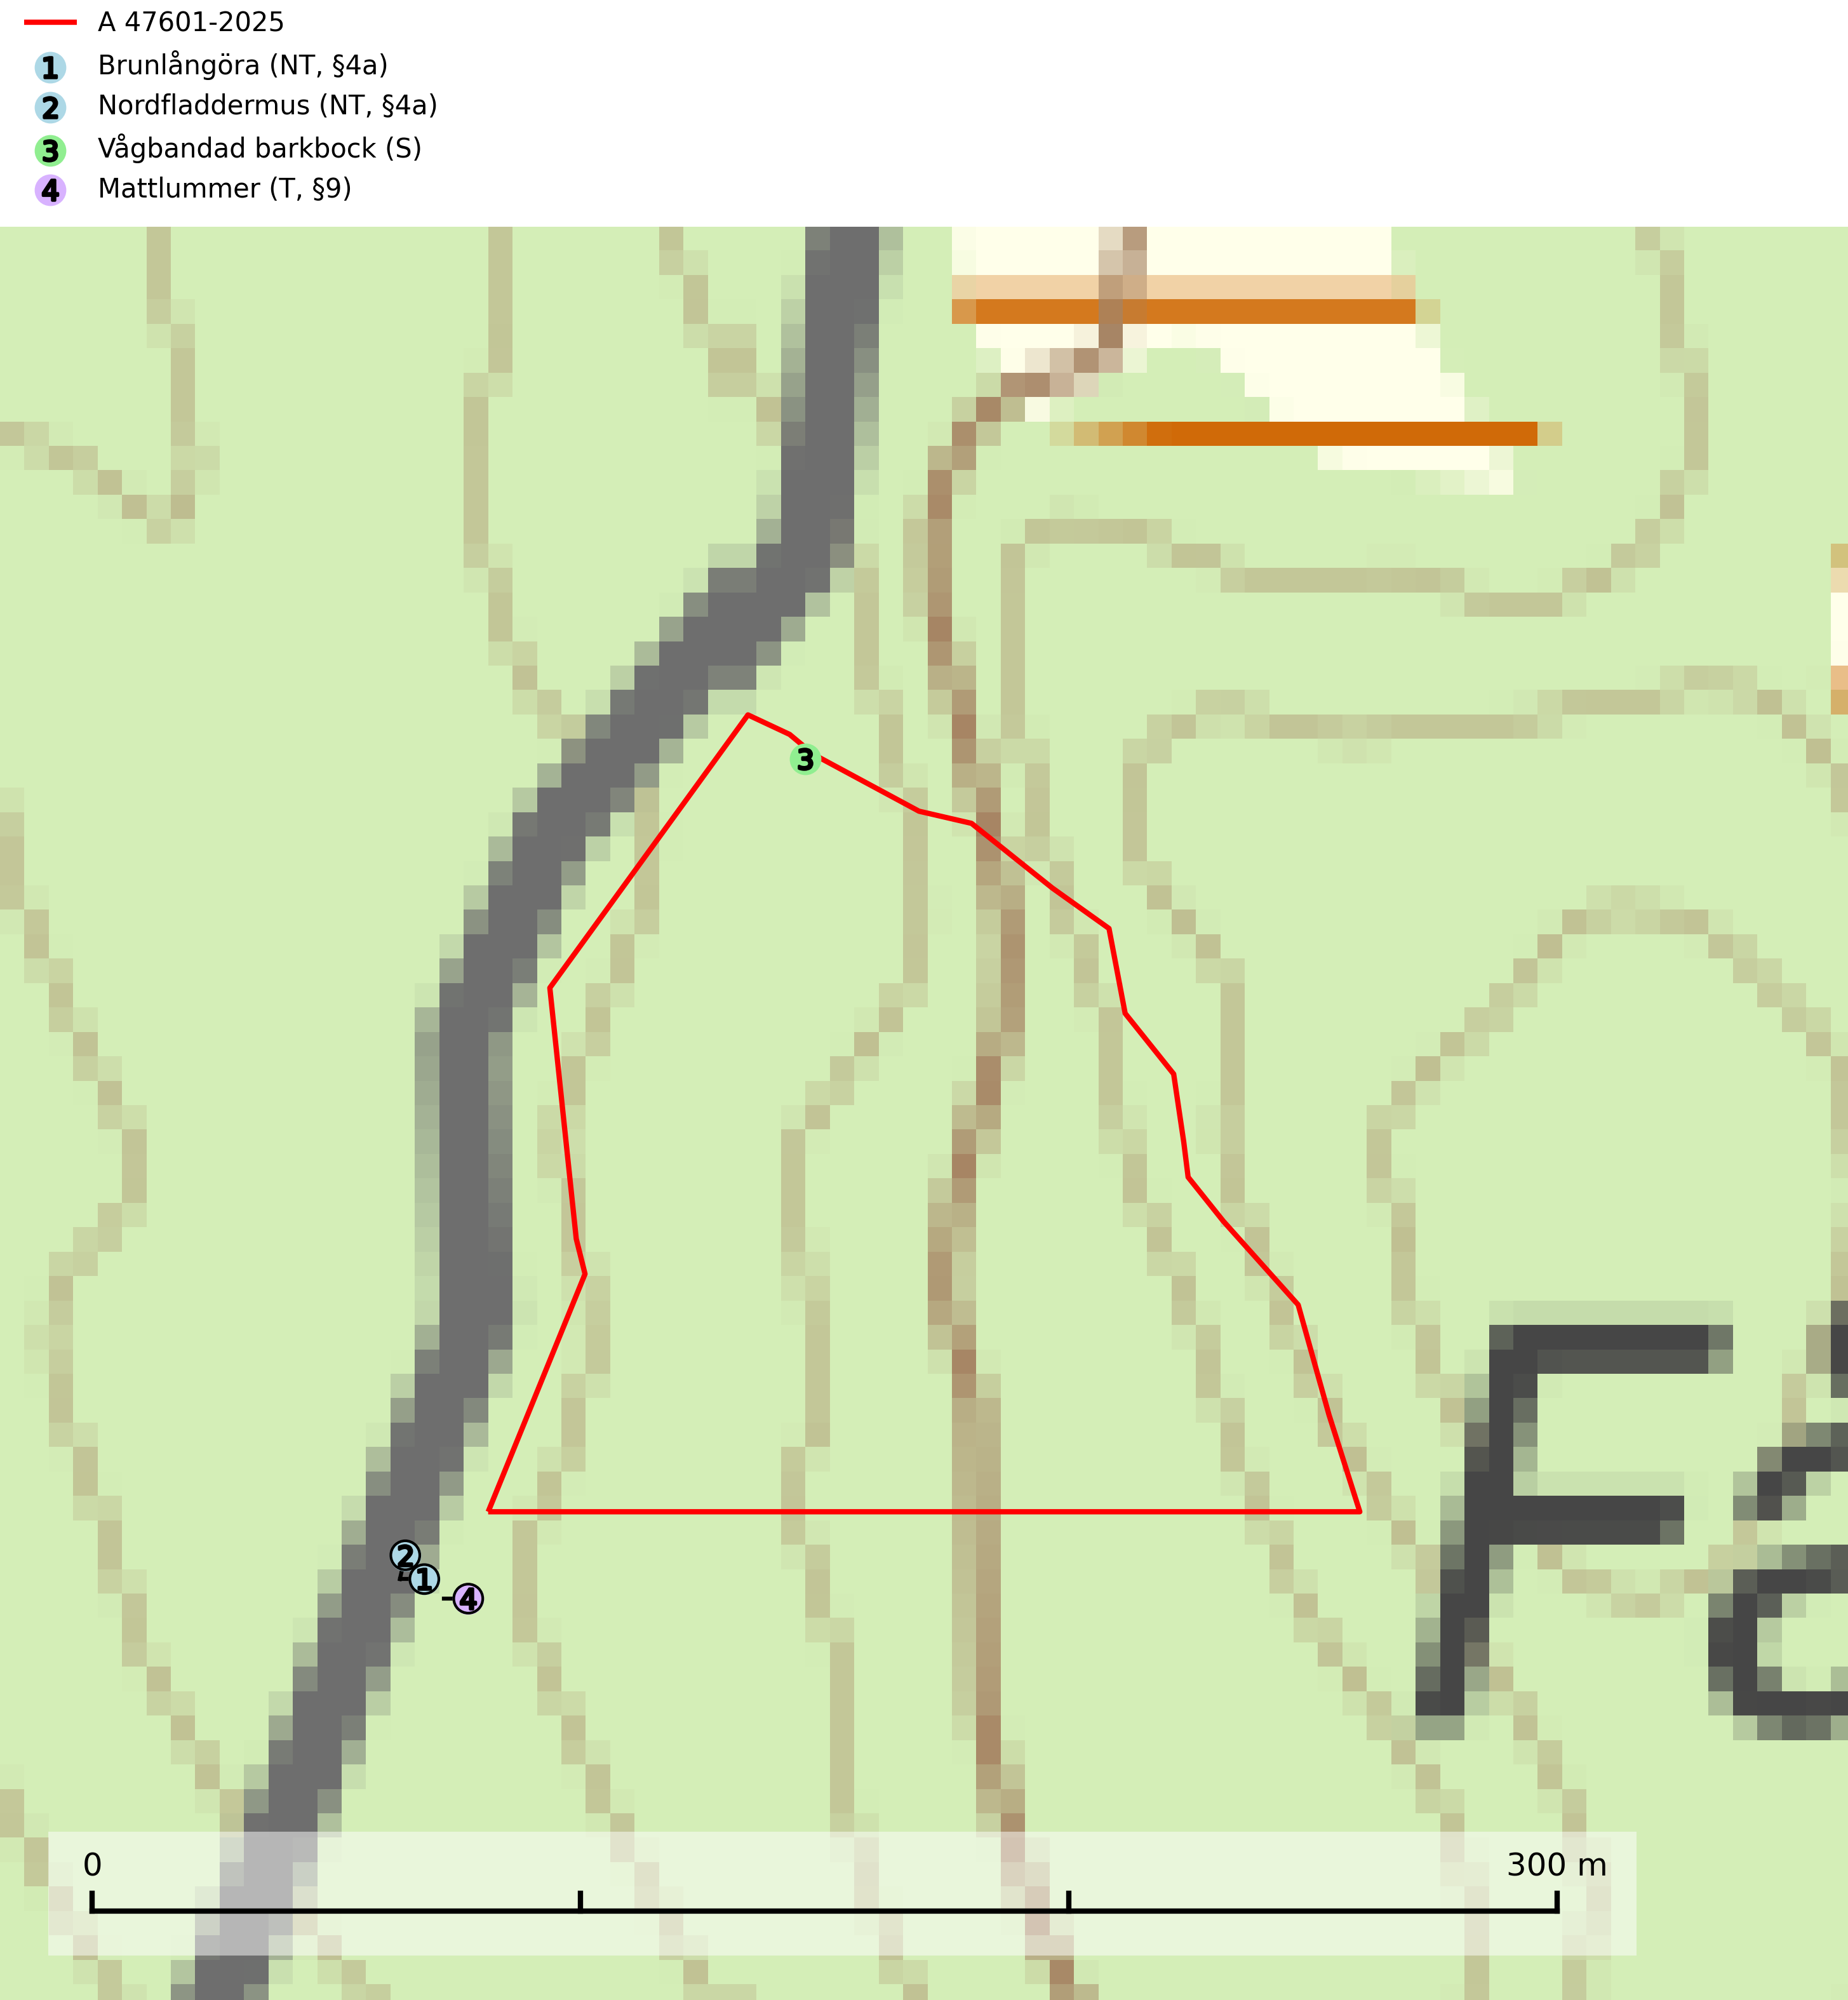 A 47601-2025
1 Brunlångöra (NT, §4a)
2 Nordfladdermus (NT, §4a)
3 Vågbandad barkbock (S)
4 Mattlummer (T, §9)
3
F
2
1
4
0 300 m